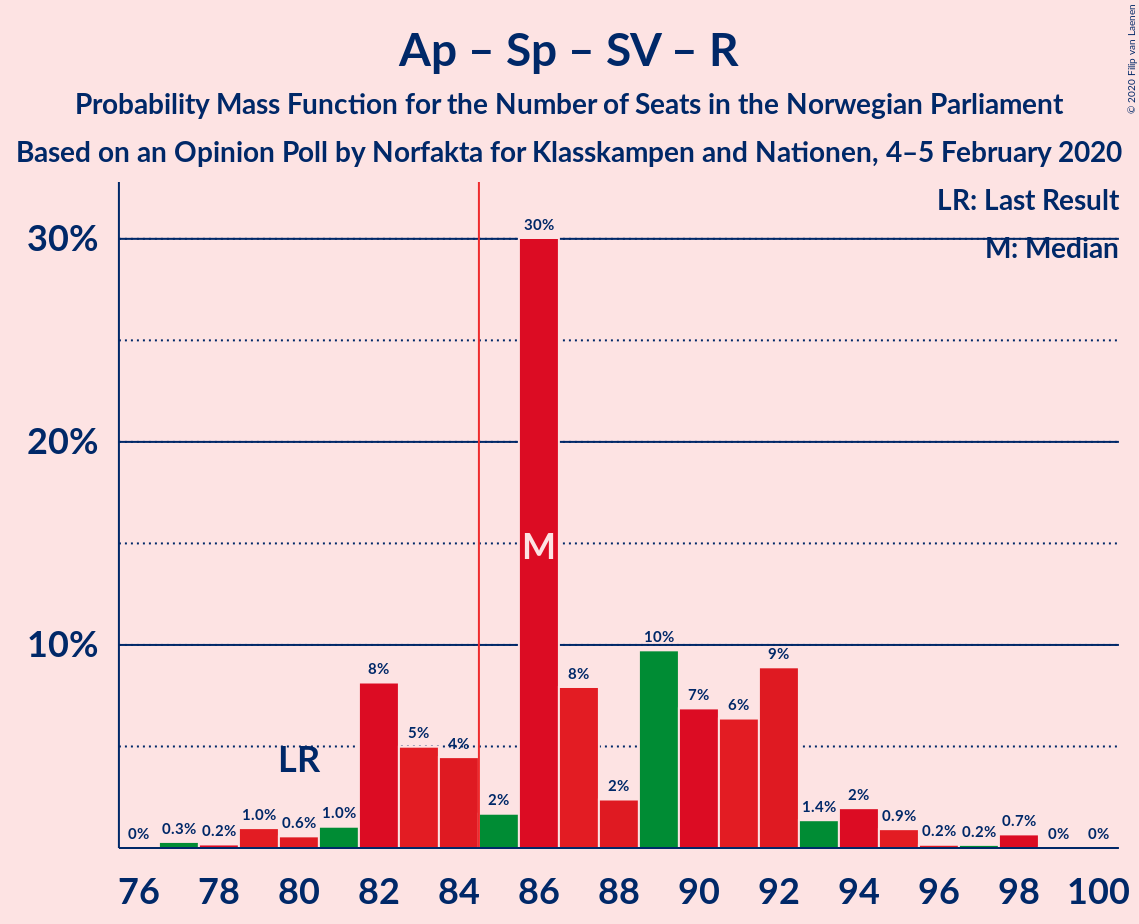 Ap – Sp – SV – R
Probability Mass Function for the Number of Seats in the Norwegian Parliament
Based on an Opinion Poll by Norfakta for Klasskampen and Nationen, 4–5 February 2020
© 2020 Filip van Laenen
LR: Last Result
M: Median
30%
20%
10%
0% 0.3% 0.2% 1.0% 0.6% 1.0% 8% 5% 4% 2% 30% 8% 2% 10% 7% 6% 9% 1.4% 2% 0.9% 0.2% 0.2% 0.7% 0% 0%
LR
M
76 78 80 82 84 86 88 90 92 94 96 98 100